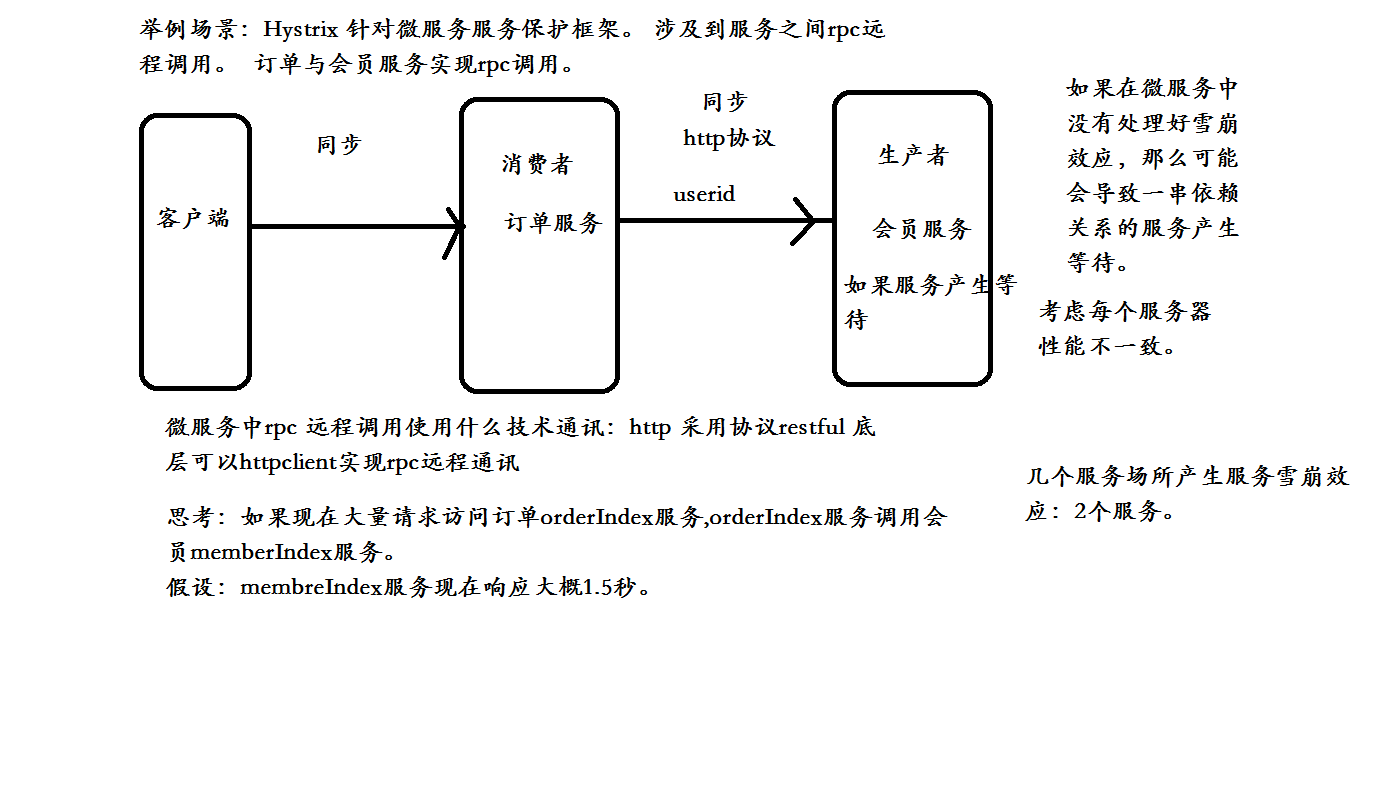 举例场景：Hystrix 针对微服务服务保护框架。 涉及到服务之间rpc远
程调用。 订单与会员服务实现rpc调用。
同步
客户端
消费者
订单服务
同步
http协议
userid
生产者
会员服务
如果服务产生等
待
如果在微服务中
没有处理好雪崩
效应，那么可能
会导致一串依赖
关系的服务产生
等待。
考虑每个服务器
性能不一致。
微服务中rpc 远程调用使用什么技术通讯：http 采用协议restful 底
层可以httpclient实现rpc远程通讯
几个服务场所产生服务雪崩效
应：2个服务。
思考：如果现在大量请求访问订单orderIndex服务,orderIndex服务调用会
员memberIndex服务。
假设：membreIndex服务现在响应大概1.5秒。